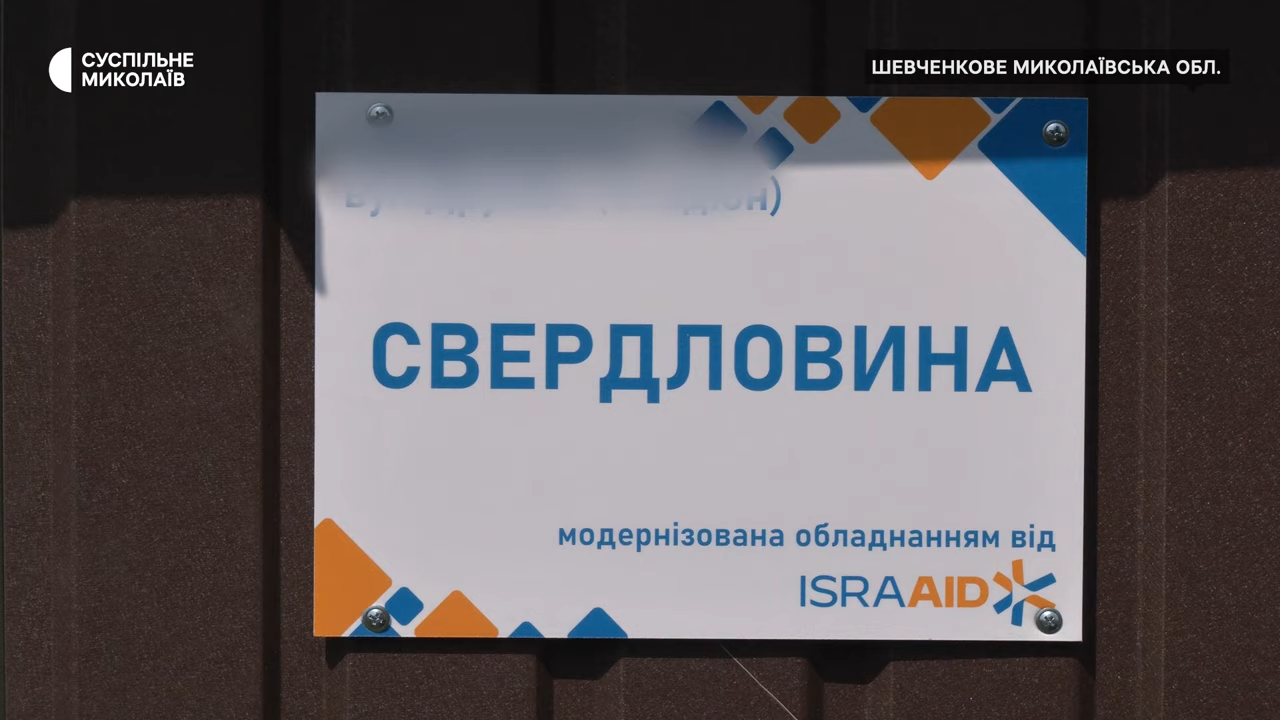 СУСПІЛЬНЕ
МИКОЛАЇВ
ШЕВЧЕНКОВЕ МИКОЛАЇВСЬКА ОБЛ.
СВЕРДЛОВИНА
модернізована обладнанням від
ISRAAID